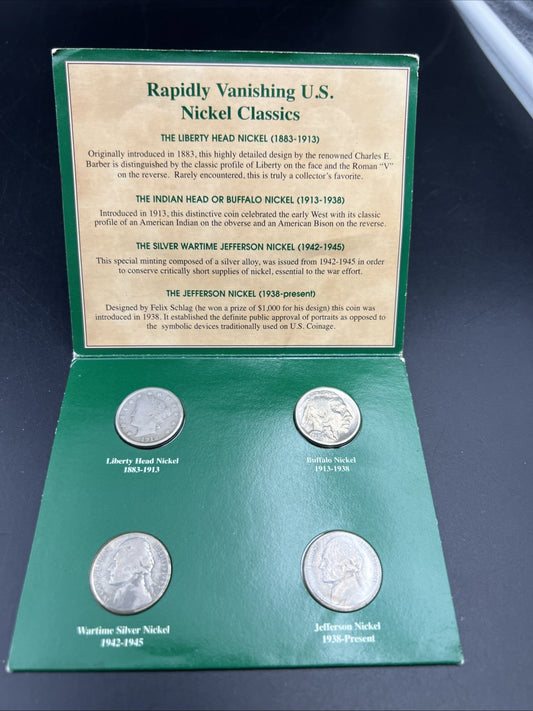 Rapidly Vanishing U.S.
Nickel Classics
THE LIBERTY HEAD NICKEL (1883-1913)
Originally introduced in 1883, this highly detailed design by the renowned Charles E.
Barber is distinguished by the classic profile of Liberty on the face and the Roman “V”
on the reverse. Rarely encountered, this is truly a collector’s favorite.
THE INDIAN HEAD OR BUFFALO NICKEL (1913-1938)
Introduced in 1913, this distinctive coin celebrated the early West with its classic
profile of an American Indian on the obverse and an American Bison on the reverse.
THE SILVER WARTIME JEFFERSON NICKEL (1942-1945)
This special minting composed of a silver alloy, was issued from 1942-1945 in order
to conserve critically short supplies of nickel, essential to the war effort.
THE JEFFERSON NICKEL (1938-present)
Designed by Felix Schlag (he won a prize of $1,000 for his design) this coin was
introduced in 1938. It established the definite public approval of portraits as opposed to
the symbolic devices traditionally used on U.S. Coinage.
Liberty Head Nickel
1883-1913
Buffalo Nickel
1913-1938
Wartime Silver Nickel
1942-1945
Jefferson Nickel
1938-Present